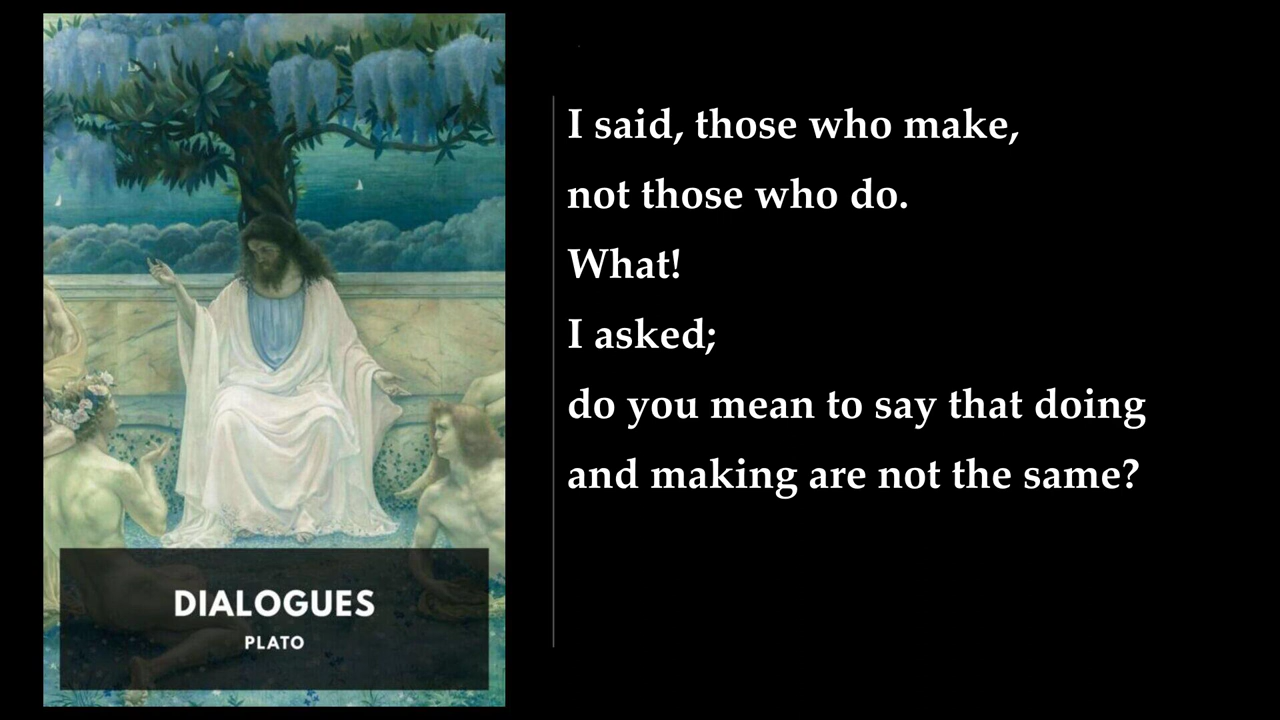 I said, those who make,
not those who do.
What!
I asked;
do you mean to say that doing
and making are not the same?
DIALOGUES
PLATO